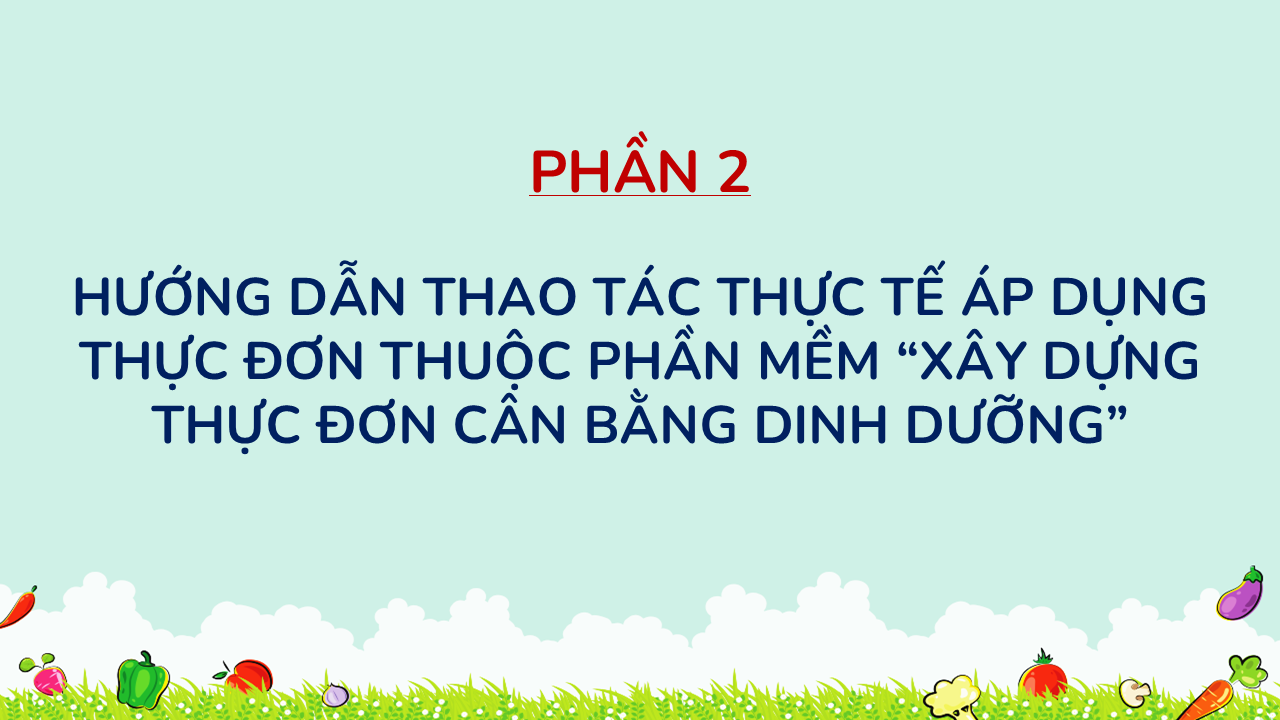 PHẦN 2
HƯỚNG DẪN THAO TÁC THỰC TẾ ÁP DỤNG
THỰC ĐƠN THUỘC PHẦN MỀM “XÂY DỰNG
THỰC ĐƠN CÂN BẰNG DINH DƯỠNG”